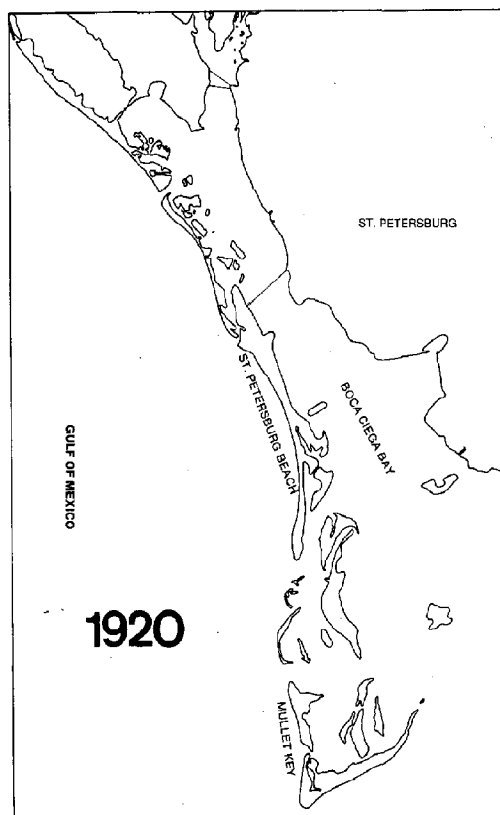 ST. PETERSBURG
ST. PETERSBURG BEACH
BOCA CIEGA BAY
GULF OF MEXICO
1920
MULLET KEY